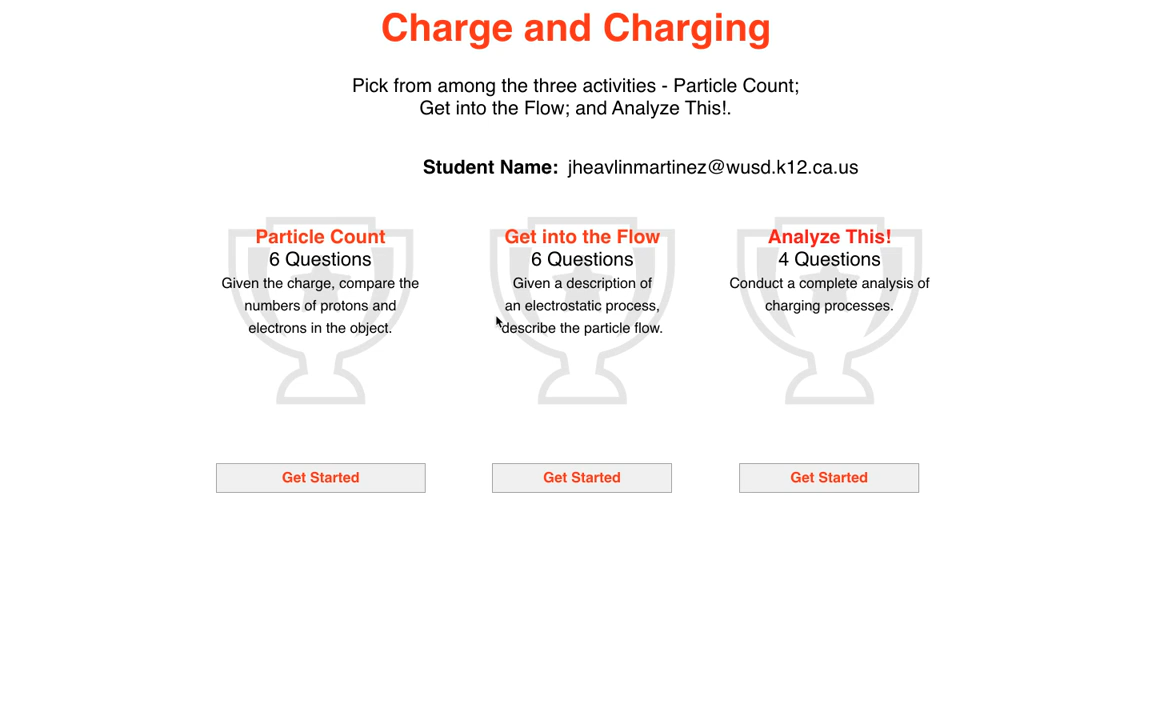 Charge and Charging
Pick from among the three activities - Particle Count;
Get into the Flow; and Analyze This!.
Student Name: jheavlinmartinez@wusd.k12.ca.us
Particle Count
6 Questions
Given the charge, compare the
numbers of protons and
electrons in the object.
Get Started
Get into the Flow
6 Questions
Given a description of
an electrostatic process,
describe the particle flow.
Get Started
Analyze This!
4 Questions
Conduct a complete analysis of
charging processes.
Get Started